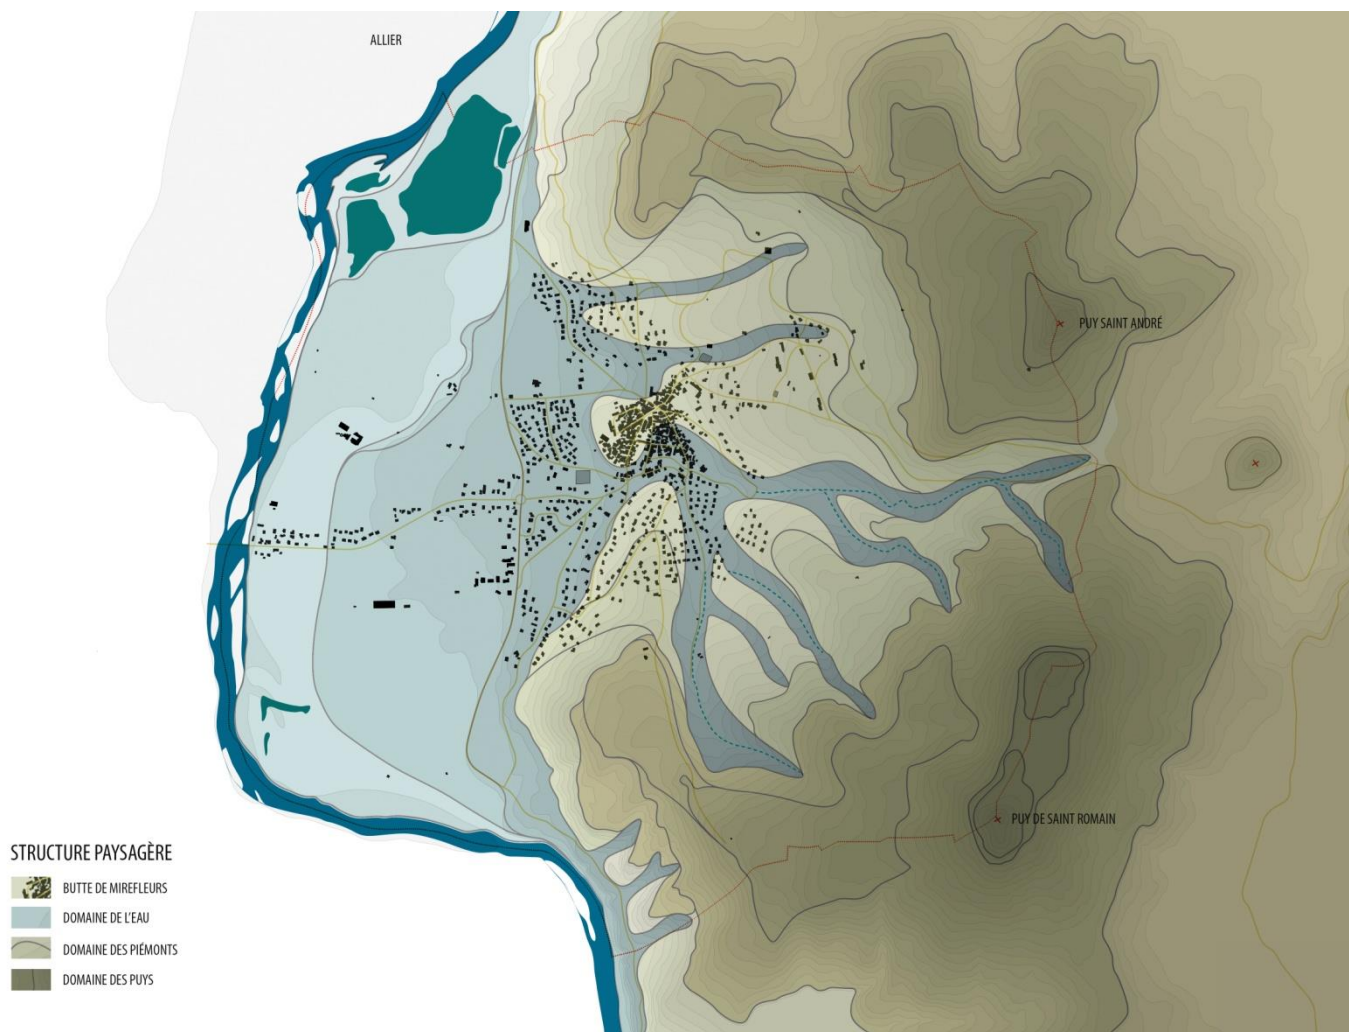 ALLIER
PUY SAINT ANDRÉ
PUY DE SAINT ROMAIN
STRUCTURE PAYSAGÈRE
BUTTE DE MIREFLEURS
DOMAINE DE L'EAU
DOMAINE DES PIÉMONTS
DOMAINE DES PUYS